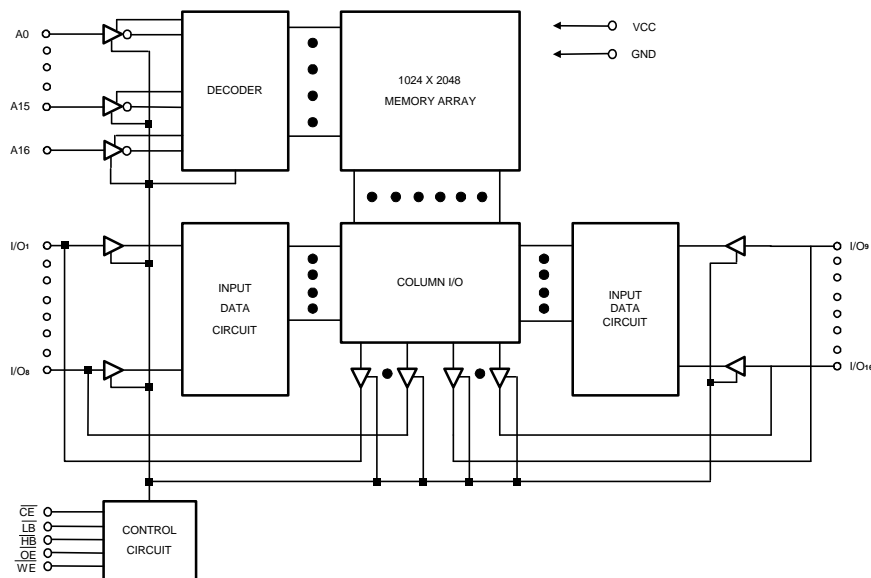 A0
A15
A16
DECODER
1024 X 2048
MEMORY ARRAY
VCC
GND
I/O1
I/O8
INPUT
DATA
CIRCUIT
COLUMN I/O
INPUT
DATA
CIRCUIT
I/O9
I/O16
CE
LB
HB
OE
WE
CONTROL
CIRCUIT